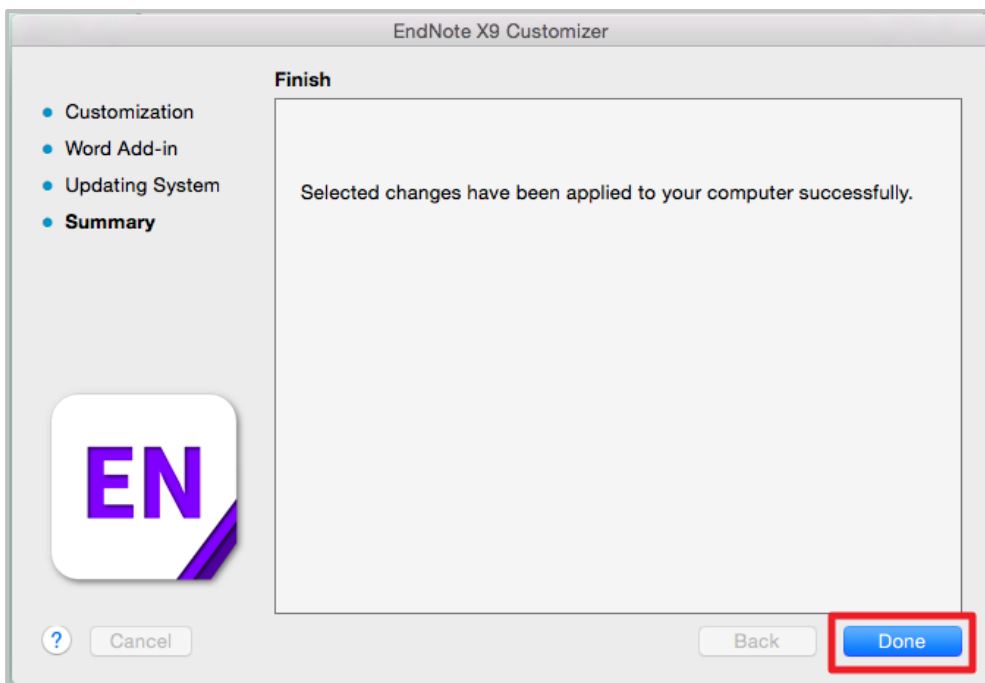 EndNote X9 Customizer
Finish
Customization
Word Add-in
Updating System
Summary
Selected changes have been applied to your computer successfully.
EN
?
Cancel
Back
Done